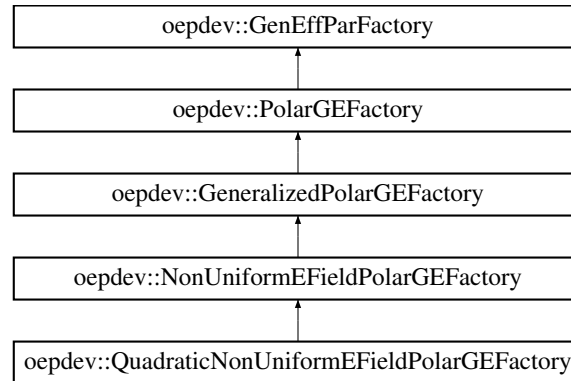 oepdev::GenEffParFactory
oepdev::PolarGEFactory
oepdev::GeneralizedPolarGEFactory
oepdev::NonUniformEFieldPolarGEFactory
oepdev::QuadraticNonUniformEFieldPolarGEFactory